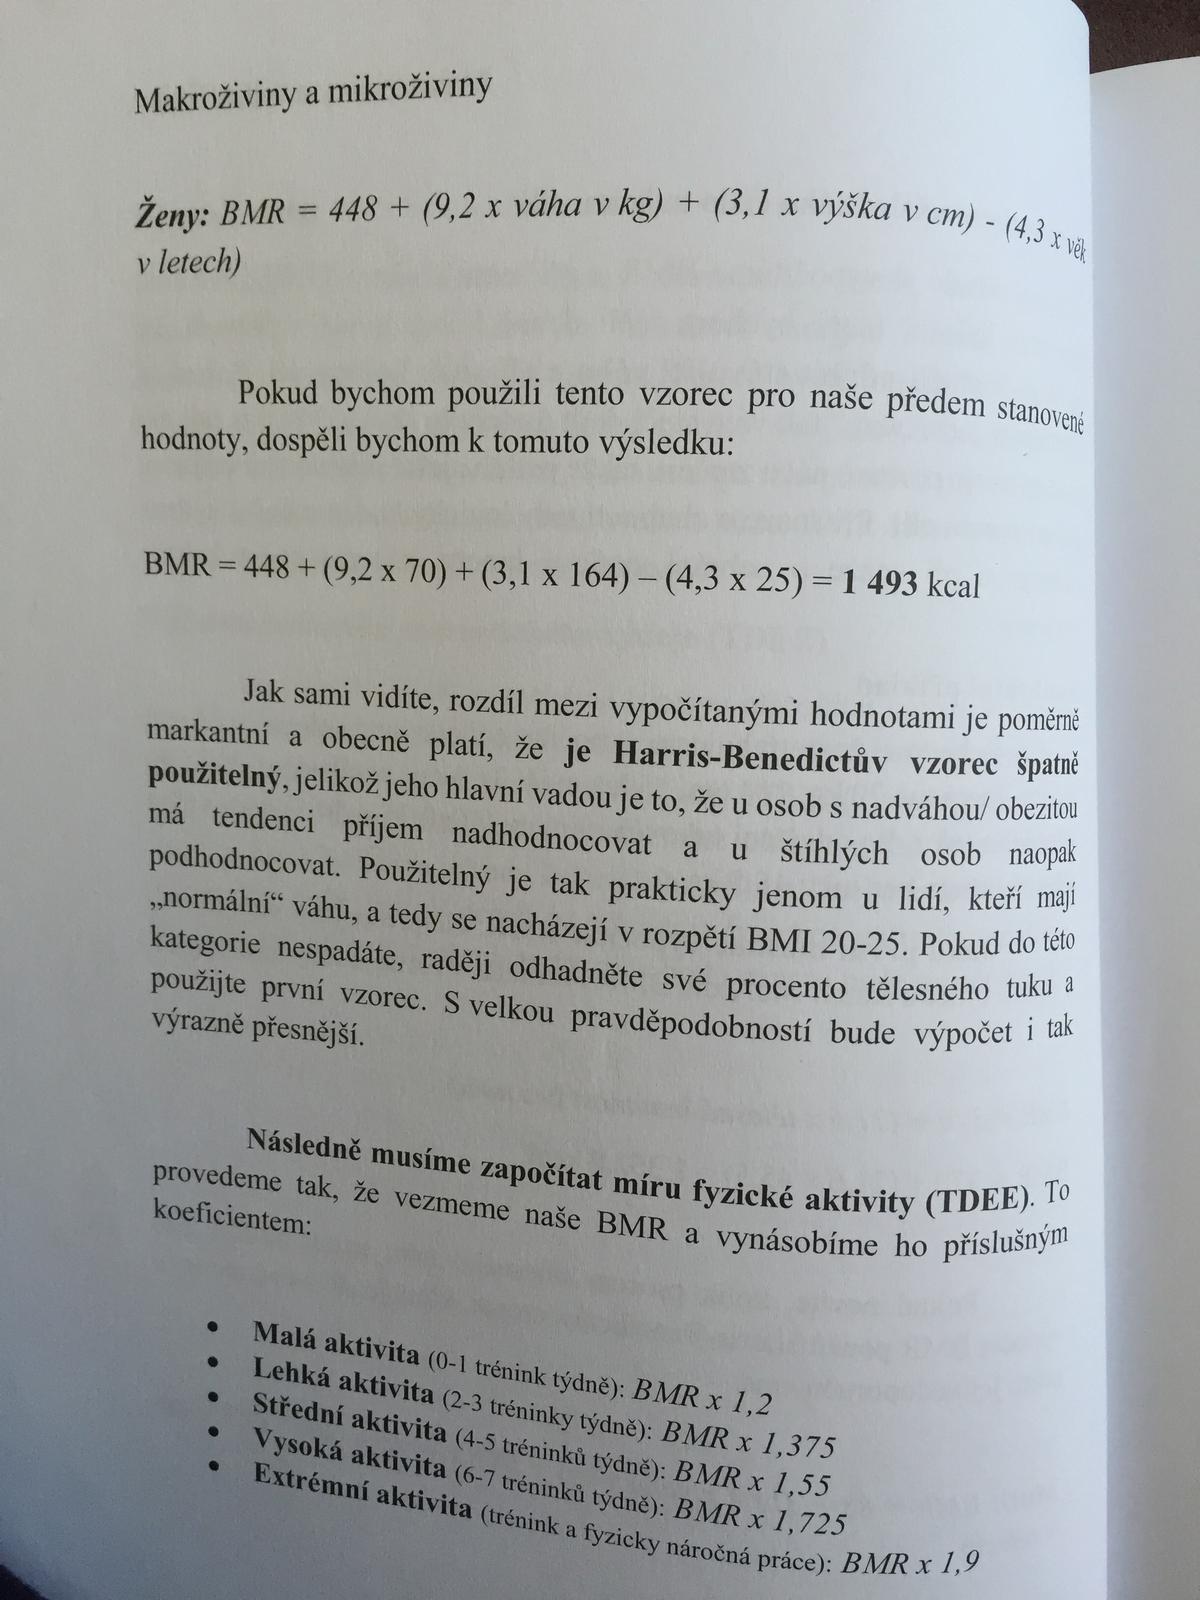 Makroživiny a mikroživiny
Ženy: BMR = 448 + (9,2 x váha v kg) + (3,1 x výška v cm) - (4,3 x věk
v letech)
Pokud bychom použili tento vzorec pro naše předem stanovené
hodnoty, dospěli bychom k tomuto výsledku:
BMR = 448 + (9,2 x 70) + (3,1 x 164) – (4,3 x 25) = 1 493 kcal
Jak sami vidíte, rozdíl mezi vypočítanými hodnotami je poměrně
markantní a obecně platí, že je Harris-Benedictův vzorec špatně
použitelný, jelikož jeho hlavní vadou je to, že u osob s nadváhou/ obezitou
má tendenci příjem nadhodnocovat a u štíhlých osob naopak
podhodnocovat. Použitelný je tak prakticky jenom u lidí, kteří mají
„normální“ váhu, a tedy se nacházejí v rozpětí BMI 20-25. Pokud do této
kategorie nespadáte, raději odhadněte své procento tělesného tuku a
použijte první vzorec. S velkou pravděpodobností bude výpočet i tak
výrazně přesnější.
Následně musíme započítat míru fyzické aktivity (TDEE). To
provedeme tak, že vezmeme naše BMR a vynásobíme ho příslušným
koeficientem:
• Malá aktivita (0-1 trénink týdně): BMR x 1,2
• Lehká aktivita (2-3 tréninky týdně): BMR x 1,375
• Střední aktivita (4-5 tréninků týdně): BMR x 1,55
• Vysoká aktivita (6-7 tréninků týdně): BMR x 1,725
• Extrémní aktivita (trénink a fyzicky náročná práce): BMR x 1,9